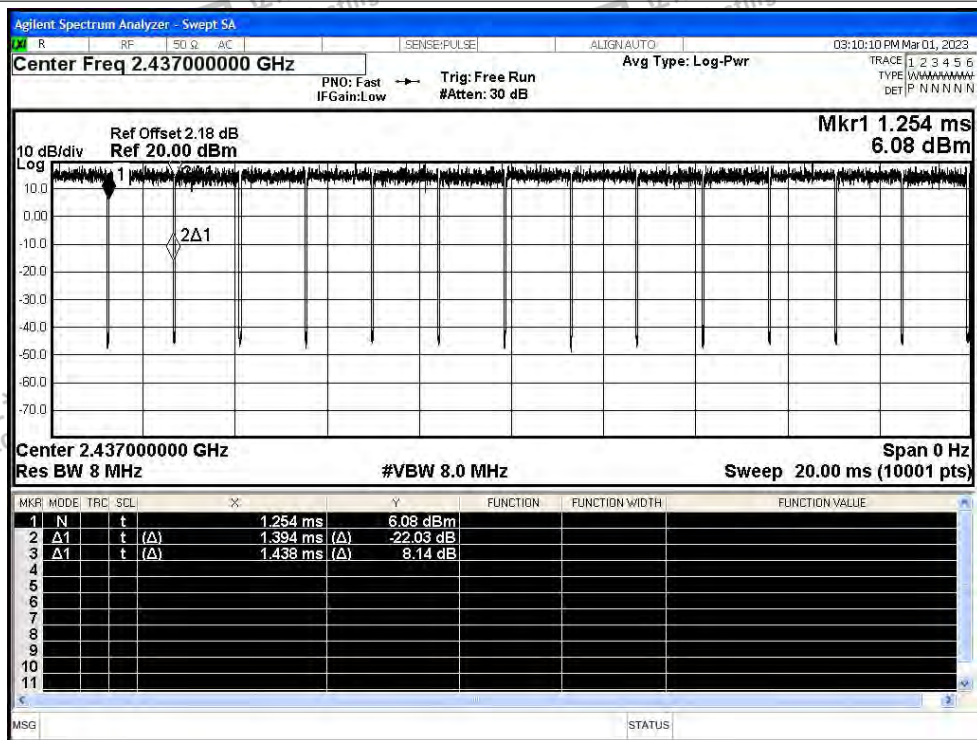 Agilent Spectrum Analyzer - Swept SA
R RF 50 Ω AC SENSE:PULSE ALIGN AUTO 03:10:10 PM Mar 01, 2023
Center Freq 2.437000000 GHz
PNO: Fast
IFGain:Low
Trig: Free Run
#Atten: 30 dB
Avg Type: Log-Pwr
TRACE 1 2 3 4 5 6
TYPE
DET P N N N N N
Mkr1 1.254 ms
6.08 dBm
Ref Offset 2.18 dB
10 dB/div Ref 20.00 dBm
Log
10.0
0.00
-10.0
-20.0
-30.0
-40.0
-50.0
-60.0
-70.0
1
2Δ1
Center 2.437000000 GHz Span 0 Hz
Res BW 8 MHz #VBW 8.0 MHz Sweep 20.00 ms (10001 pts)
MKR MODE TRC SCL X Y FUNCTION FUNCTION WIDTH FUNCTION VALUE
1 N t 1.254 ms 6.08 dBm
2 Δ1 t (Δ) 1.394 ms (Δ) -22.03 dB
3 Δ1 t (Δ) 1.438 ms (Δ) 8.14 dB
4
5
6
7
8
9
10
11
MSG STATUS